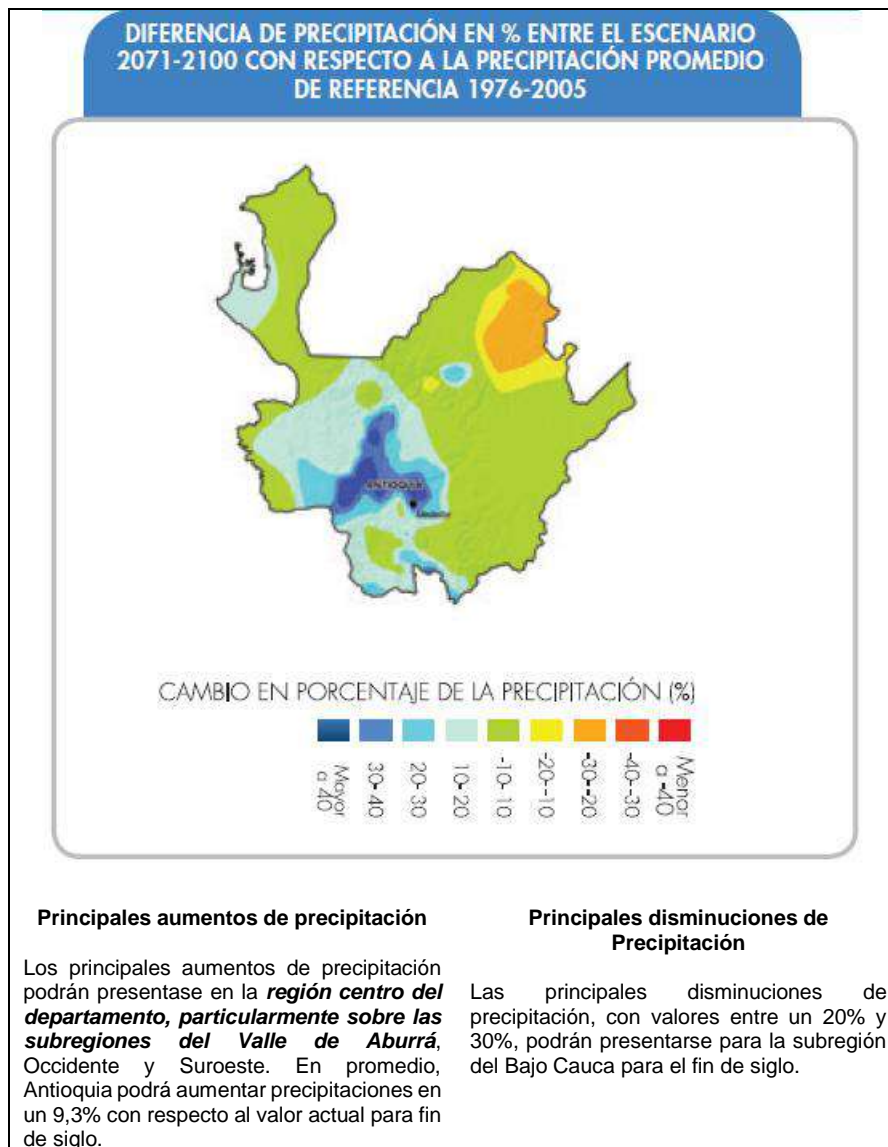 DIFERENCIA DE PRECIPITACIÓN EN % ENTRE EL ESCENARIO
2071-2100 CON RESPECTO A LA PRECIPITACIÓN PROMEDIO
DE REFERENCIA 1976-2005
ANTIOQUIA
CAMBIO EN PORCENTAJE DE LA PRECIPITACIÓN (%)
Mayor
a 40
30-40
20-30
10-20
-10-10
-20--10
-30--20
-40--30
Menor
a -40
Principales aumentos de precipitación
Los principales aumentos de precipitación
podrán presentase en la región centro del
departamento, particularmente sobre las
subregiones del Valle de Aburrá,
Occidente y Suroeste. En promedio,
Antioquia podrá aumentar precipitaciones en
un 9,3% con respecto al valor actual para fin
de siglo.
Principales disminuciones de
Precipitación
Las principales disminuciones de
precipitación, con valores entre un 20% y
30%, podrán presentarse para la subregión
del Bajo Cauca para el fin de siglo.